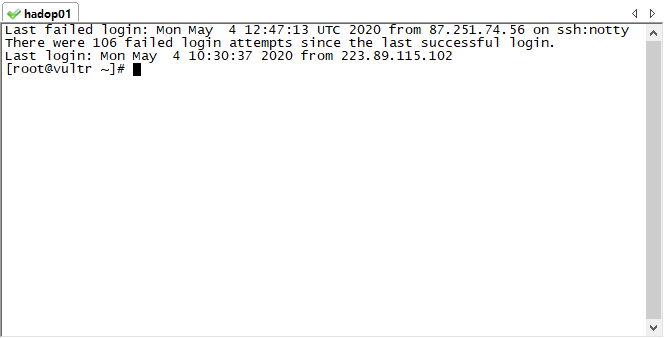 hadop01
Last failed login: Mon May  4 12:47:13 UTC 2020 from 87.251.74.56 on ssh:notty
There were 106 failed login attempts since the last successful login.
Last login: Mon May  4 10:30:37 2020 from 223.89.115.102
[root@vultr ~]#